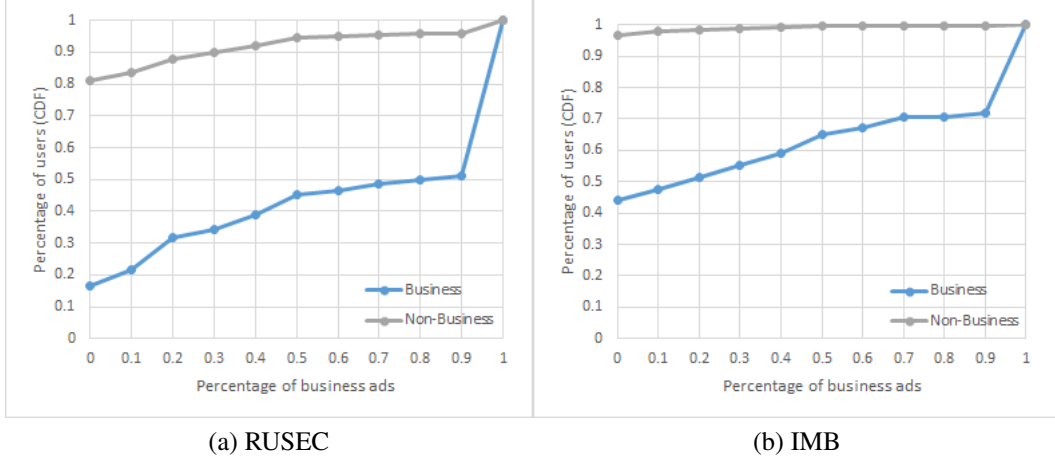 1
0.9
0.8
0.7
0.6
0.5
0.4
0.3
0.2
0.1
0
Percentage of users (CDF)
Business
Non-Business
0 0.1 0.2 0.3 0.4 0.5 0.6 0.7 0.8 0.9 1
Percentage of business ads
(a) RUSEC
1
0.9
0.8
0.7
0.6
0.5
0.4
0.3
0.2
0.1
0
Percentage of users (CDF)
Business
Non-Business
0 0.1 0.2 0.3 0.4 0.5 0.6 0.7 0.8 0.9 1
Percentage of business ads
(b) IMB